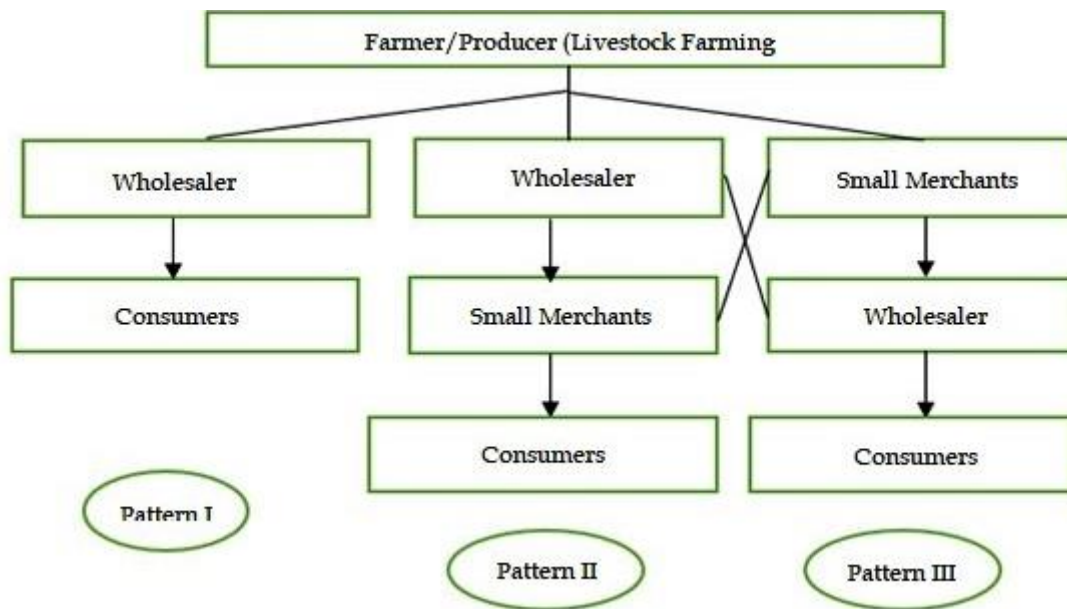 Farmer/Producer (Livestock Farming
Wholesaler
Wholesaler
Small Merchants
Consumers
Small Merchants
Wholesaler
Consumers
Consumers
Pattern I
Pattern II
Pattern III